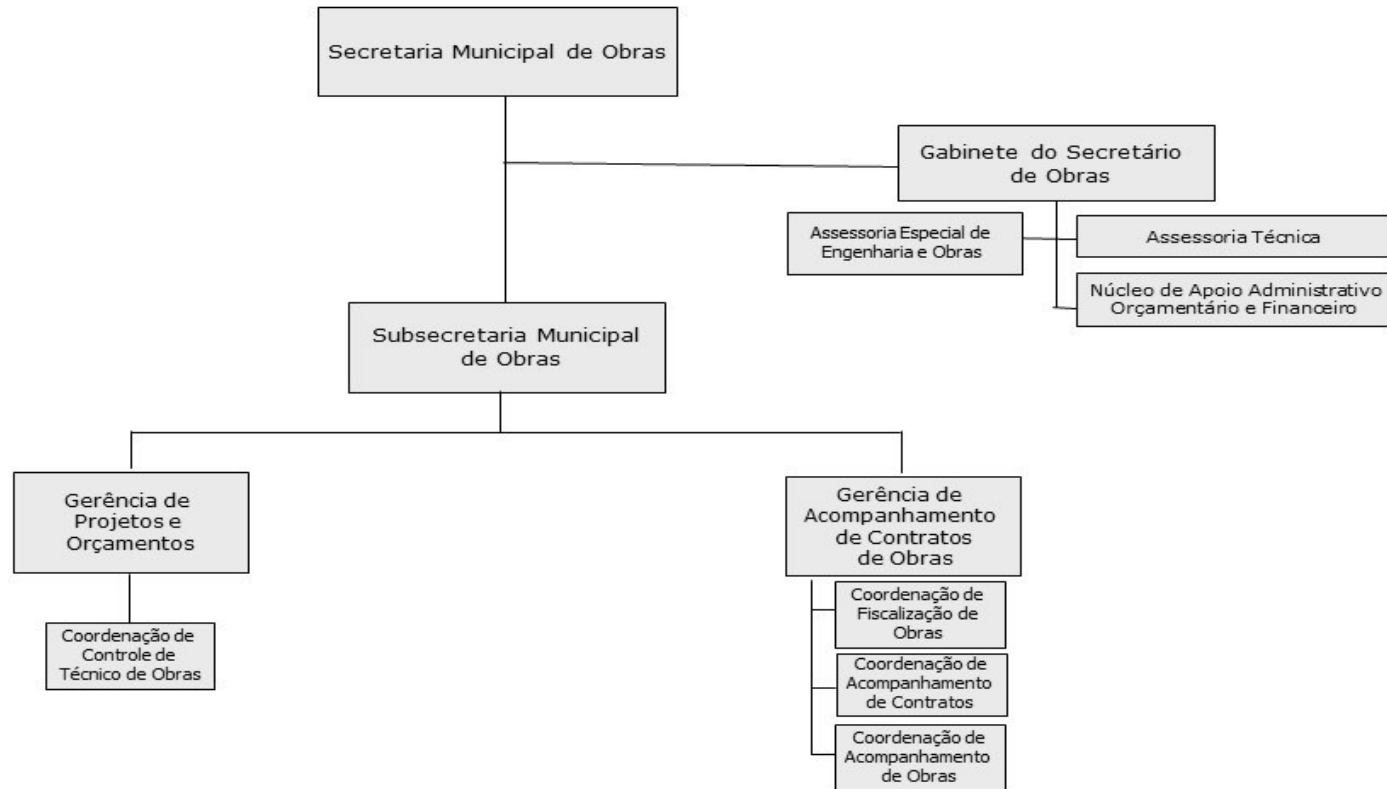 Secretaria Municipal de Obras
Gabinete do Secretário
de Obras
Assessoria Especial de
Engenharia e Obras
Assessoria Técnica
Núcleo de Apoio Administrativo
Orçamentário e Financeiro
Subsecretaria Municipal
de Obras
Gerência de
Projetos e
Orçamentos
Coordenação de
Controle de
Técnico de Obras
Gerência de
Acompanhamento
de Contratos
de Obras
Coordenação de
Fiscalização de
Obras
Coordenação de
Acompanhamento
de Contratos
Coordenação de
Acompanhamento
de Obras